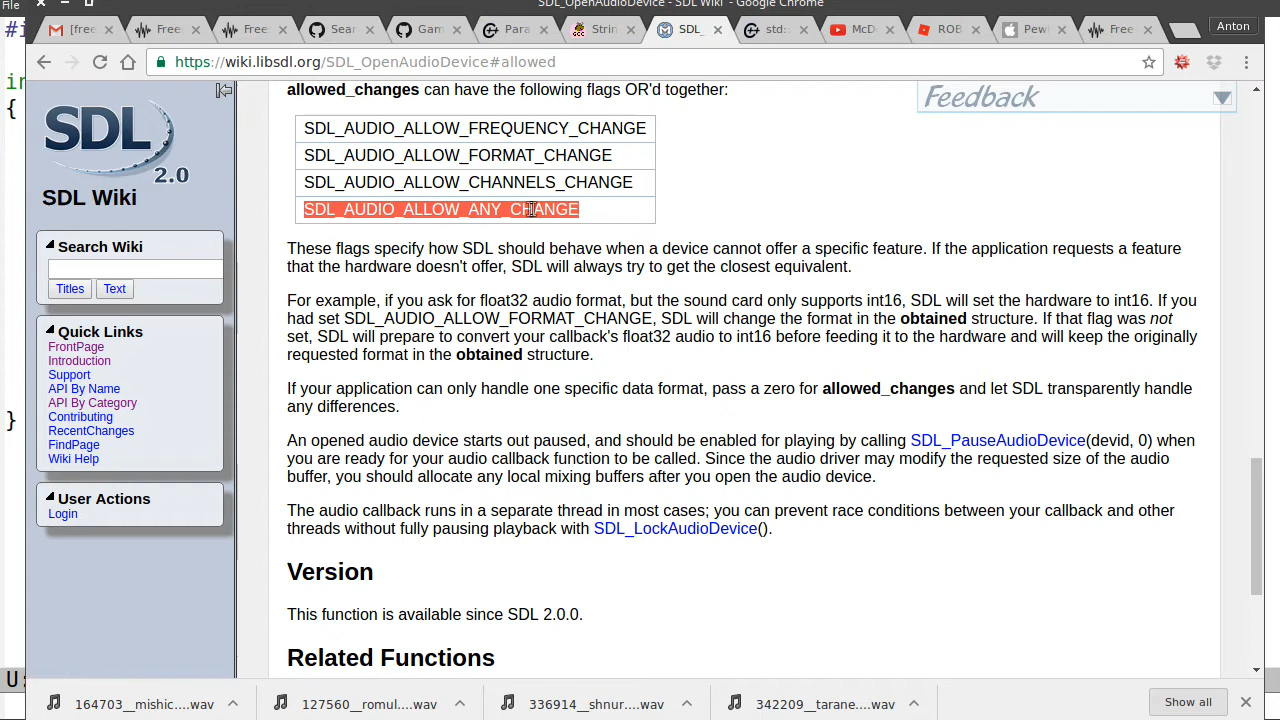 File
SDL_OpenAudioDevice - SDL Wiki - Google Chrome
[free
Free
Free
Sear
Gam
Para
Strin
SDL_
std::
McD
ROB
Pew
Free
Anton
https://wiki.libsdl.org/SDL_OpenAudioDevice#allowed
#i
in
{
}
U:
SDL
2.0
SDL Wiki
Search Wiki
Titles Text
Quick Links
FrontPage
Introduction
Support
API By Name
API By Category
Contributing
RecentChanges
FindPage
Wiki Help
User Actions
Login
Feedback
allowed_changes can have the following flags OR'd together:
SDL_AUDIO_ALLOW_FREQUENCY_CHANGE
SDL_AUDIO_ALLOW_FORMAT_CHANGE
SDL_AUDIO_ALLOW_CHANNELS_CHANGE
SDL_AUDIO_ALLOW_ANY_CHANGE
These flags specify how SDL should behave when a device cannot offer a specific feature. If the application requests a feature
that the hardware doesn't offer, SDL will always try to get the closest equivalent.
For example, if you ask for float32 audio format, but the sound card only supports int16, SDL will set the hardware to int16. If you
had set SDL_AUDIO_ALLOW_FORMAT_CHANGE, SDL will change the format in the obtained structure. If that flag was not
set, SDL will prepare to convert your callback's float32 audio to int16 before feeding it to the hardware and will keep the originally
requested format in the obtained structure.
If your application can only handle one specific data format, pass a zero for allowed_changes and let SDL transparently handle
any differences.
An opened audio device starts out paused, and should be enabled for playing by calling SDL_PauseAudioDevice(devid, 0) when
you are ready for your audio callback function to be called. Since the audio driver may modify the requested size of the audio
buffer, you should allocate any local mixing buffers after you open the audio device.
The audio callback runs in a separate thread in most cases; you can prevent race conditions between your callback and other
threads without fully pausing playback with SDL_LockAudioDevice().
Version
This function is available since SDL 2.0.0.
Related Functions
164703__mishic....wav
127560__romul....wav
336914__shnur....wav
342209__tarane....wav
Show all